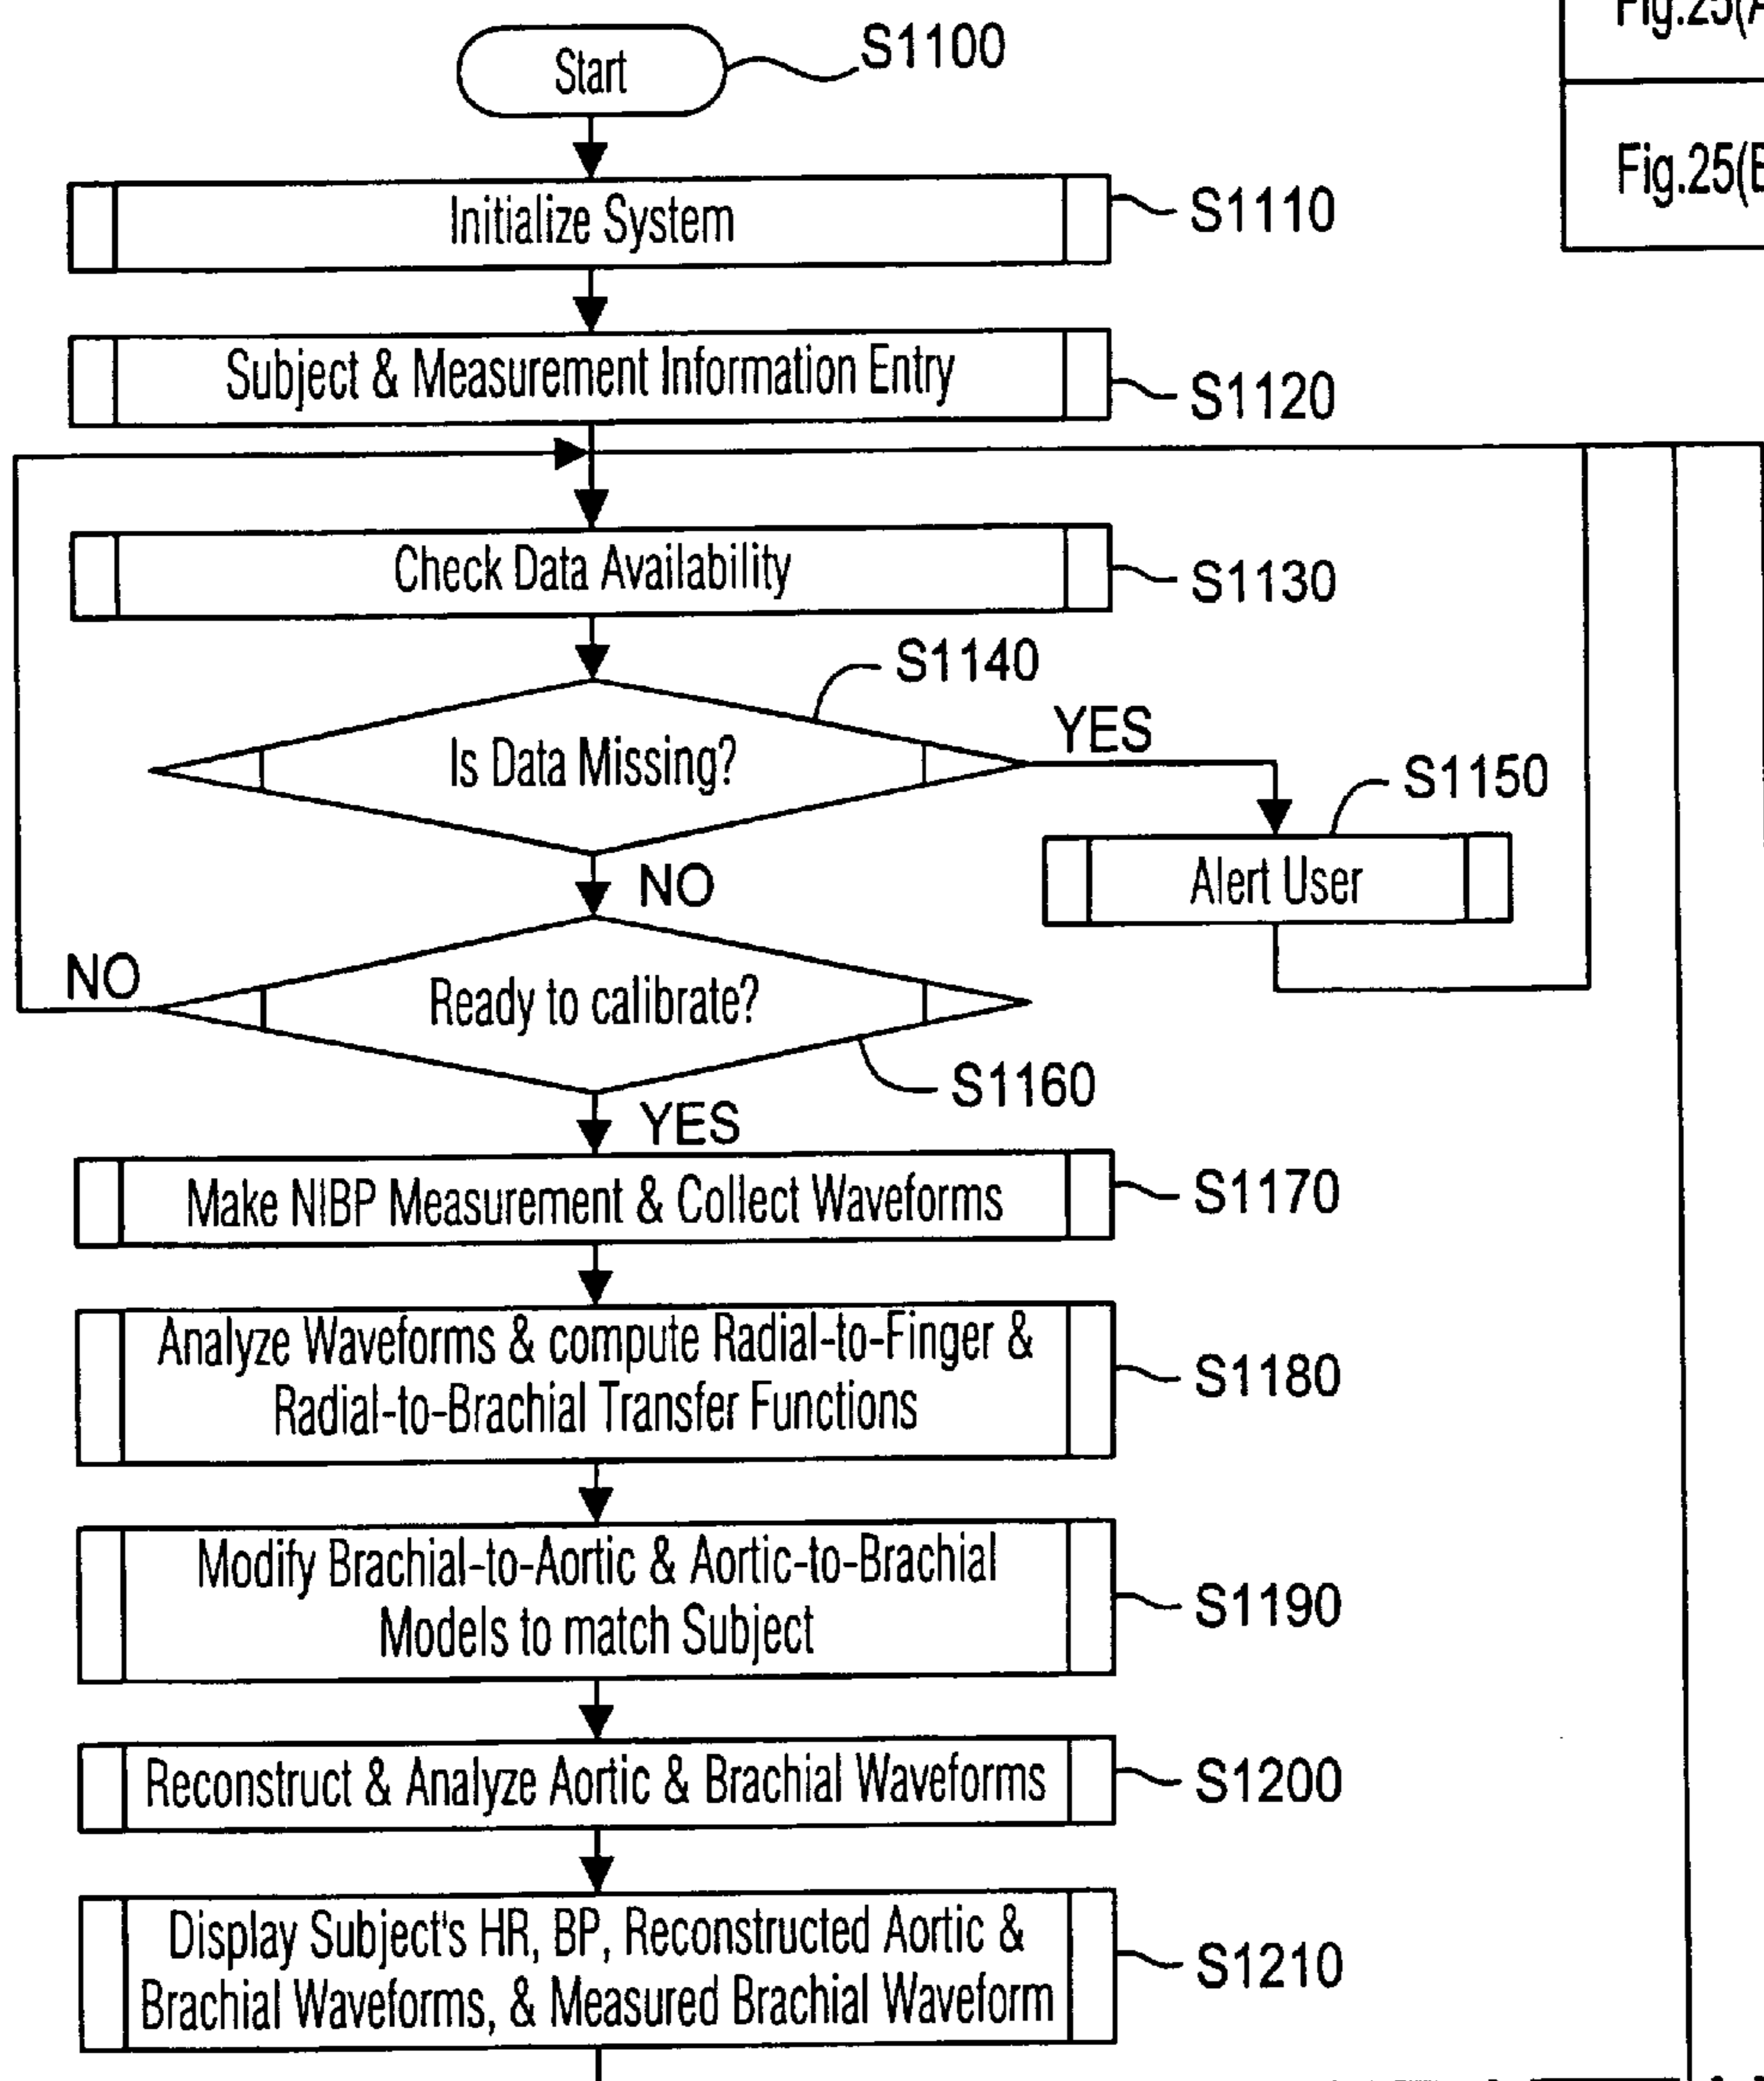 Fig.25(A
Fig.25(B
Start
S1100
Initialize System
S1110
Subject & Measurement Information Entry
S1120
Check Data Availability
S1130
S1140
Is Data Missing?
YES
S1150
Alert User
NO
NO
Ready to calibrate?
S1160
YES
Make NIBP Measurement & Collect Waveforms
S1170
Analyze Waveforms & compute Radial-to-Finger &
Radial-to-Brachial Transfer Functions
S1180
Modify Brachial-to-Aortic & Aortic-to-Brachial
Models to match Subject
S1190
Reconstruct & Analyze Aortic & Brachial Waveforms
S1200
Display Subject's HR, BP, Reconstructed Aortic &
Brachial Waveforms, & Measured Brachial Waveform
S1210